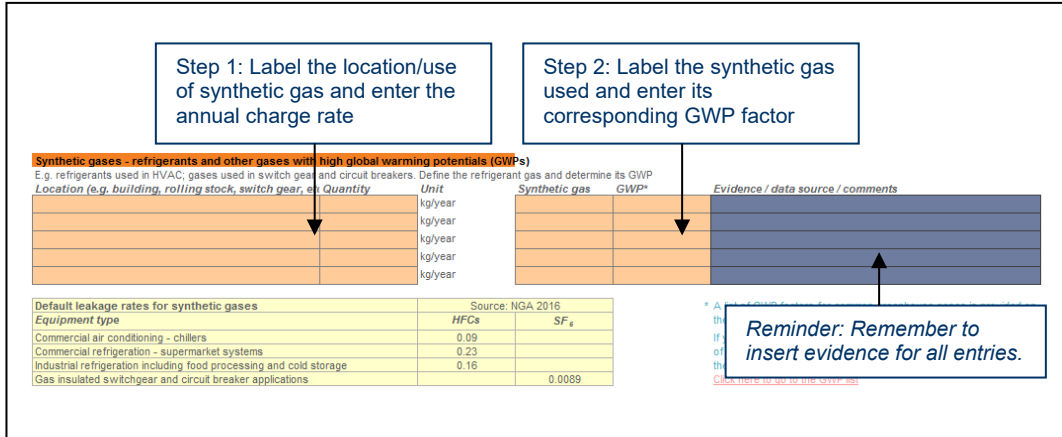 Step 1: Label the location/use
of synthetic gas and enter the
annual charge rate
Step 2: Label the synthetic gas
used and enter its
corresponding GWP factor
Synthetic gases - refrigerants and other gases with high global warming potentials (GWPs)
E.g. refrigerants used in HVAC; gases used in switch gear and circuit breakers. Define the refrigerant gas and determine its GWP
Location (e.g. building, rolling stock, switch gear, et Quantity Unit Synthetic gas GWP* Evidence / data source / comments
kg/year
kg/year
kg/year
kg/year
kg/year
Default leakage rates for synthetic gases Source: NGA 2016
Equipment type HFCs SF6
Commercial air conditioning - chillers 0.09
Commercial refrigeration - supermarket systems 0.23
Industrial refrigeration including food processing and cold storage 0.16
Gas insulated switchgear and circuit breaker applications 0.0089
Reminder: Remember to
insert evidence for all entries.
Click here to go to the GWP list